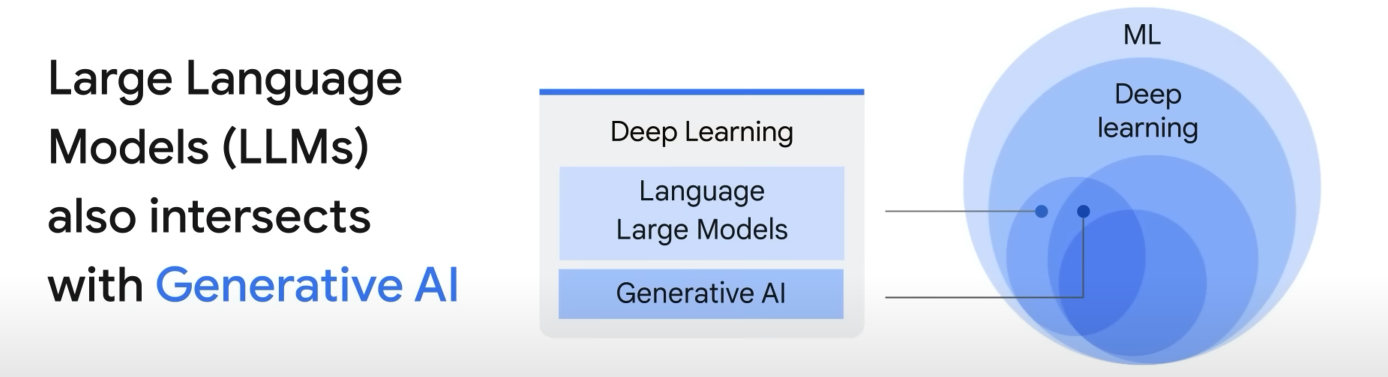 Large Language
Models (LLMs)
also intersects
with Generative AI
Deep Learning
Language
Large Models
Generative AI
ML
Deep
learning